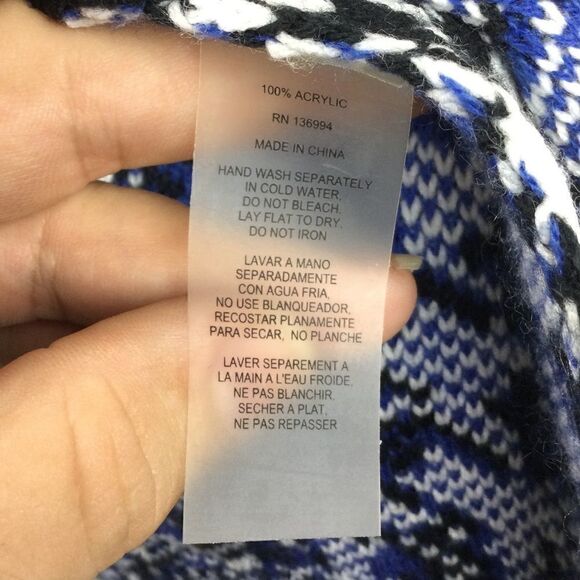 100% ACRYLIC
RN 136994
MADE IN CHINA
HAND WASH SEPARATELY
IN COLD WATER,
DO NOT BLEACH.
LAY FLAT TO DRY.
DO NOT IRON
LAVAR A MANO
SEPARADAMENTE
CON AGUA FRIA,
NO USE BLANQUEADOR,
RECOSTAR PLANAMENTE
PARA SECAR, NO PLANCHE
LAVER SEPAREMENT A
LA MAIN A L'EAU FROIDE,
NE PAS BLANCHIR.
SECHER A PLAT,
NE PAS REPASSER